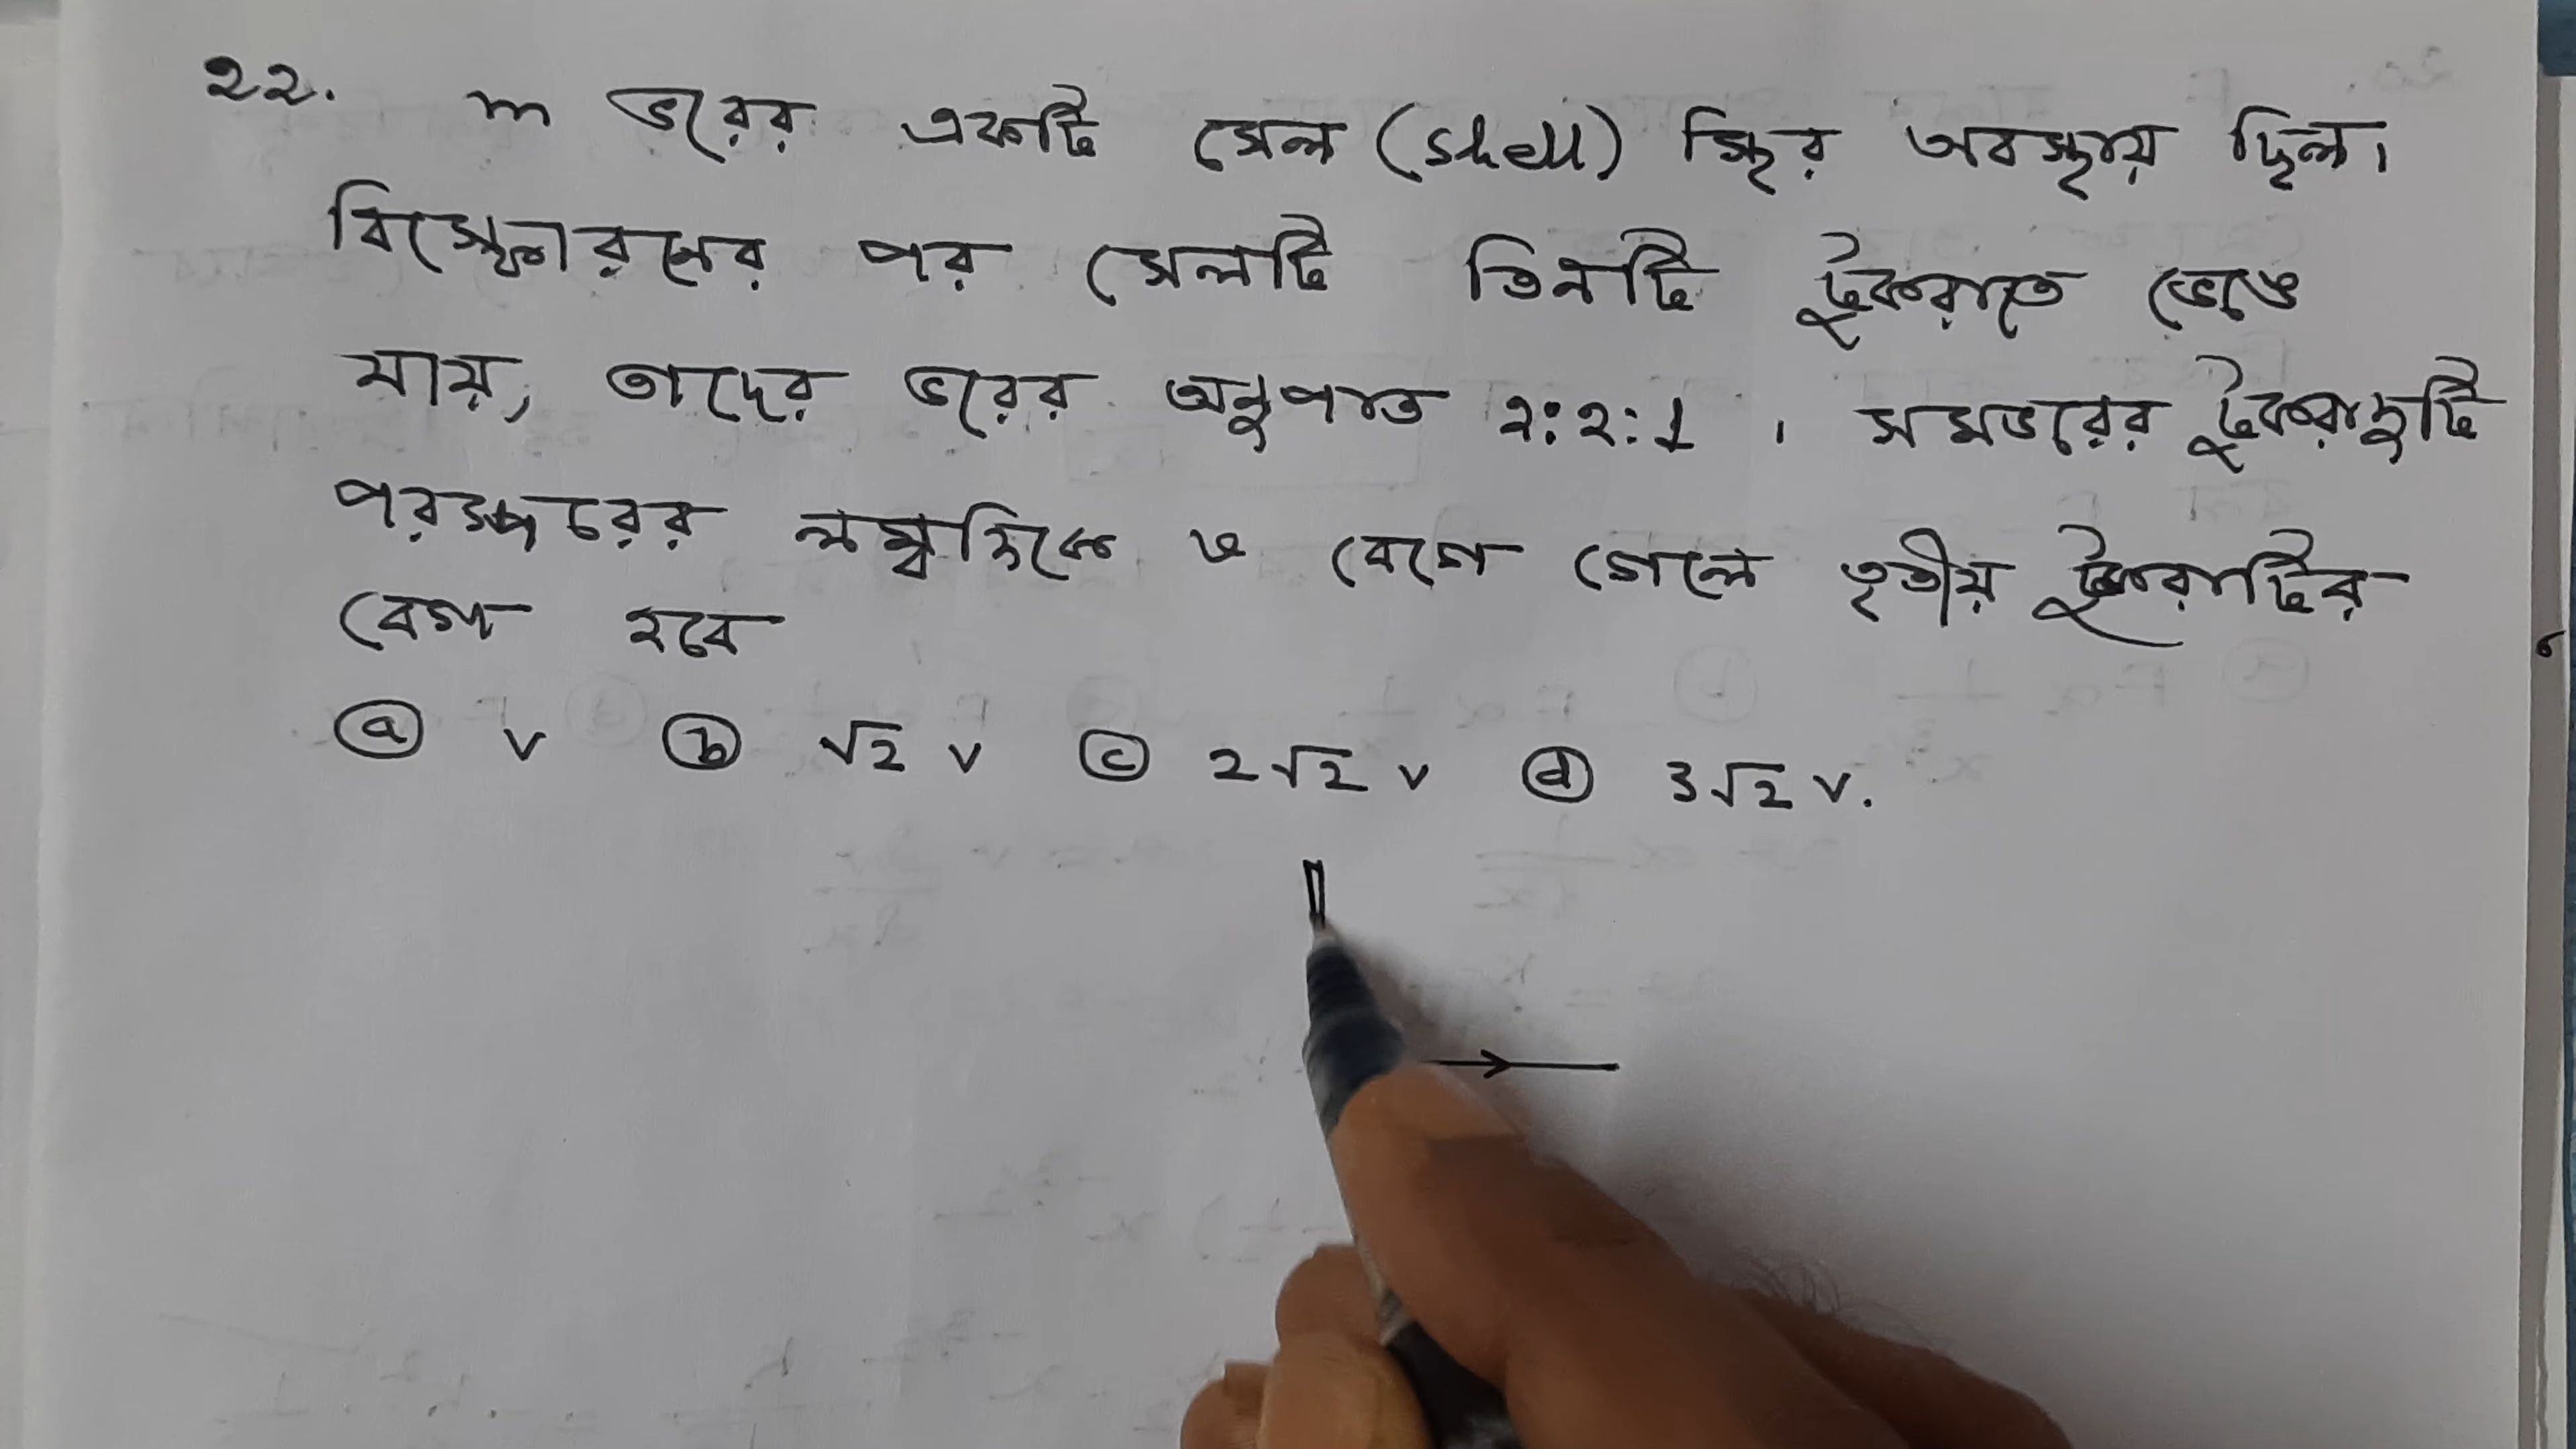 ২২. m ভরের একটি সেল (shell) স্থির অবস্থায় ছিল।
বিস্ফোরনের পর সেলটি তিনটি টুকরাতে ভেঙে
যায়, তাদের ভরের অনুপাত ২:২:1 । সমভরের টুকরাদুটি
পরস্পরের লম্বদিকে v বেগে গেলে তৃতীয় টুকরাটির
বেগ হবে
ⓐ v ⓑ √2 v ⓒ 2√2 v ⓓ 3√2 v.